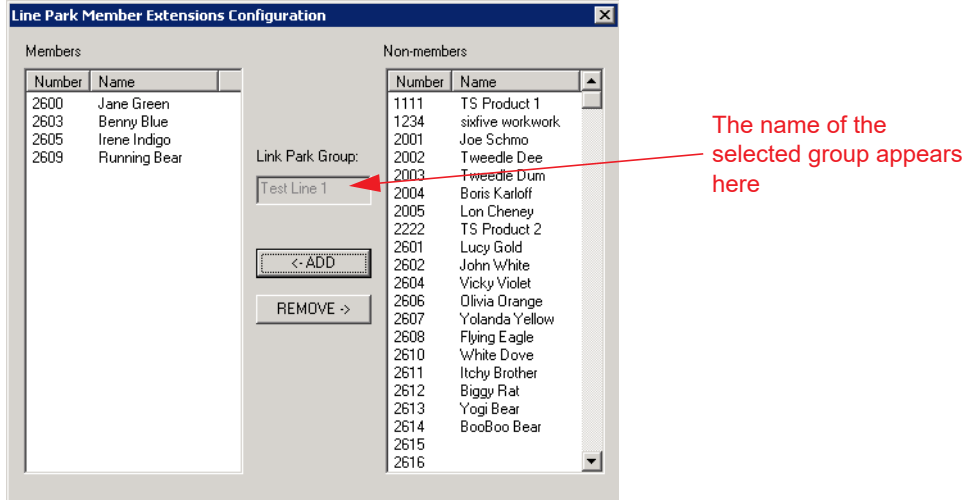 Line Park Member Extensions Configuration
Members
Number Name
2600 Jane Green
2603 Benny Blue
2605 Irene Indigo
2609 Running Bear
Link Park Group:
Test Line 1
<- ADD
REMOVE ->
Non-members
Number Name
1111 TS Product 1
1234 sixfive workwork
2001 Joe Schmo
2002 Tweedle Dee
2003 Tweedle Dum
2004 Boris Karloff
2005 Lon Cheney
2222 TS Product 2
2601 Lucy Gold
2602 John White
2604 Vicky Violet
2606 Olivia Orange
2607 Yolanda Yellow
2608 Flying Eagle
2610 White Dove
2611 Itchy Brother
2612 Biggy Rat
2613 Yogi Bear
2614 BooBoo Bear
2615
2616
The name of the
selected group appears
here